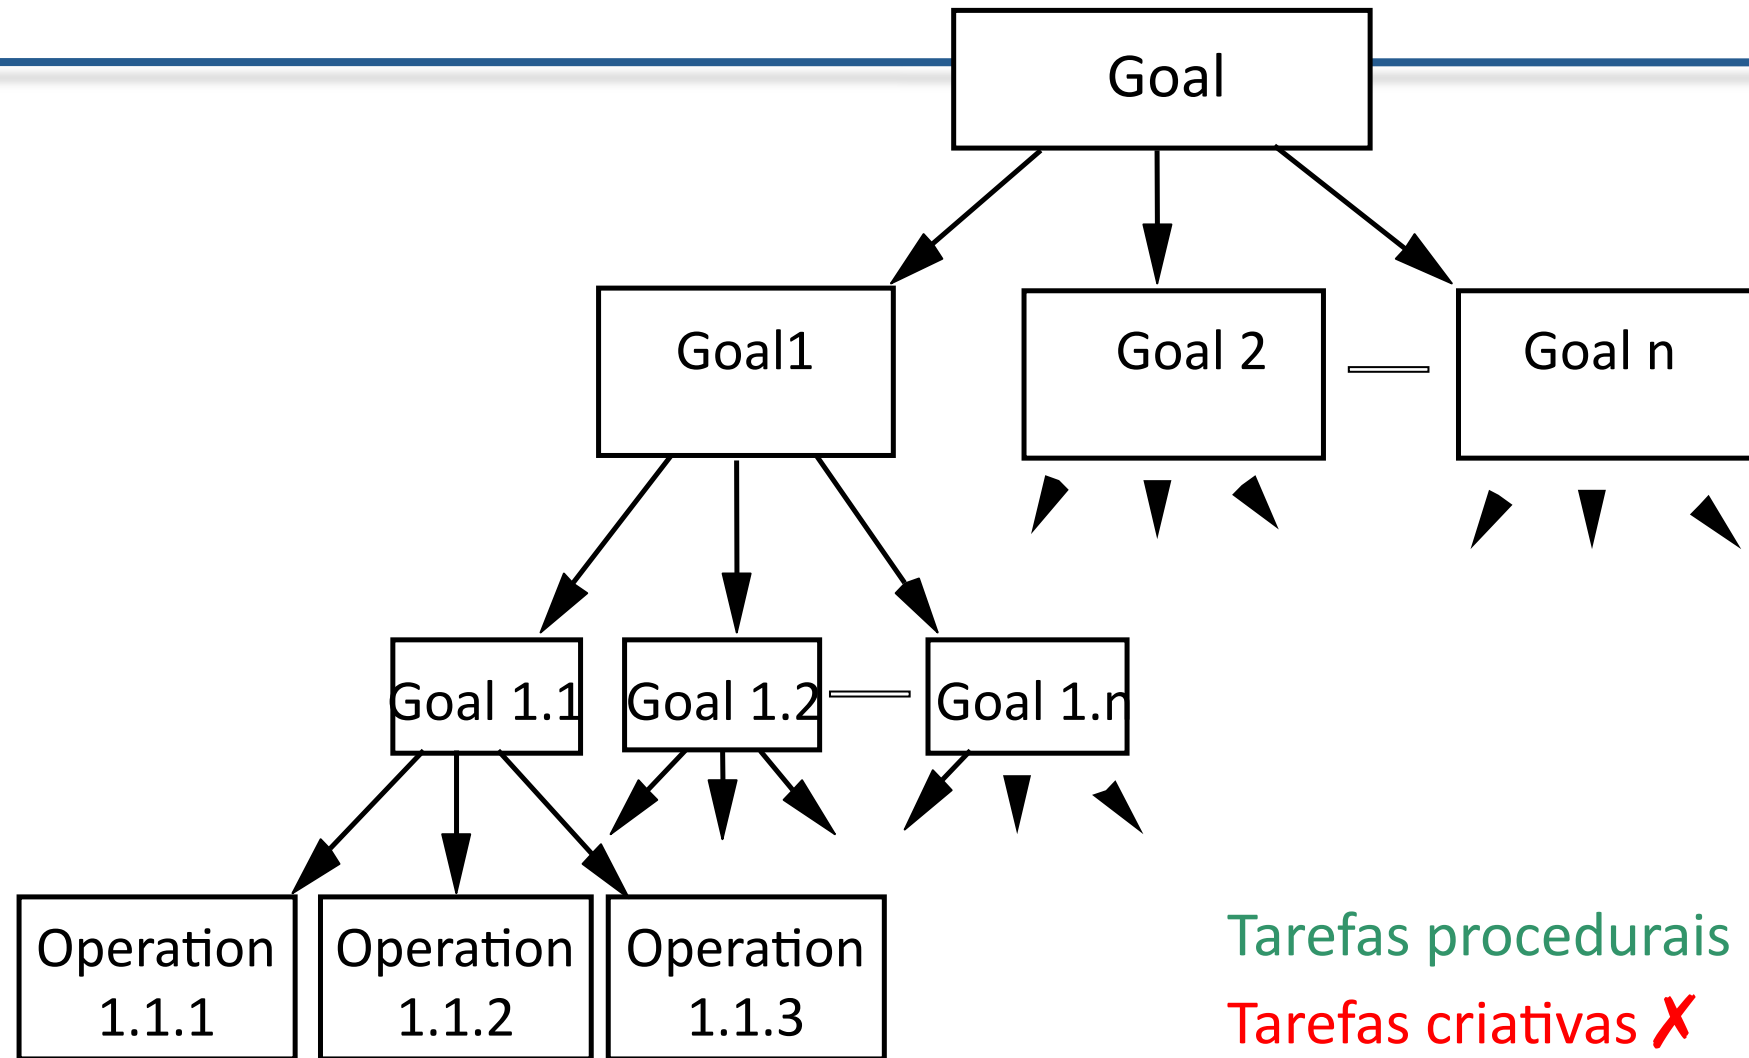 Goal
Goal1
Goal 2
Goal n
Goal 1.1
Goal 1.2
Goal 1.n
Operation
1.1.1
Operation
1.1.2
Operation
1.1.3
Tarefas procedurais
Tarefas criativas ✗